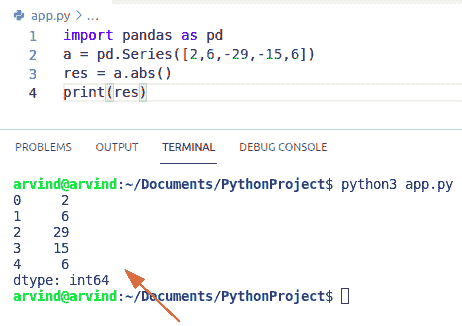 app.py > ...
1 import pandas as pd
2 a = pd.Series([2,6,-29,-15,6])
3 res = a.abs()
4 print(res)
PROBLEMS OUTPUT TERMINAL DEBUG CONSOLE
arvind@arvind:~/Documents/PythonProject$ python3 app.py
0     2
1     6
2    29
3    15
4     6
dtype: int64
arvind@arvind:~/Documents/PythonProject$